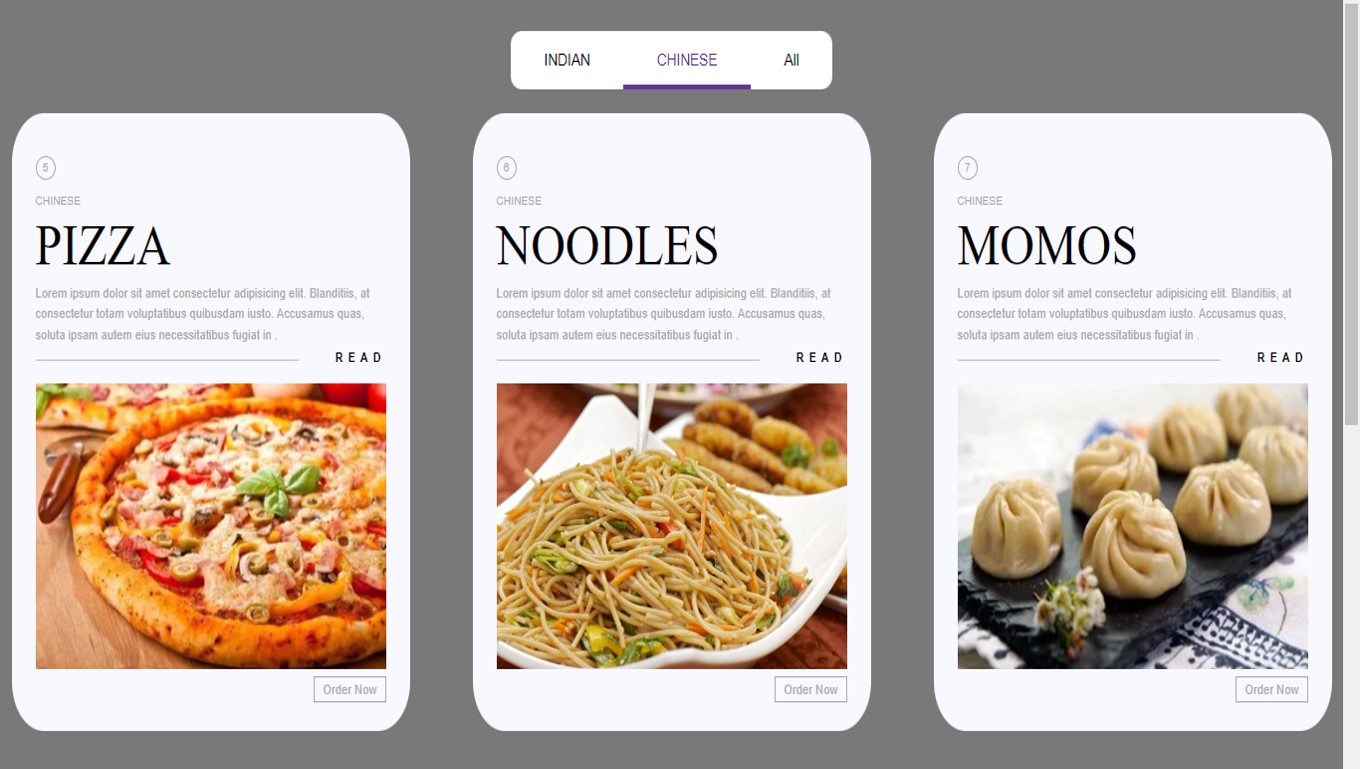 INDIAN CHINESE All
5
CHINESE
PIZZA
Lorem ipsum dolor sit amet consectetur adipisicing elit. Blanditiis, at
consectetur totam voluptatibus quibusdam iusto. Accusamus quas,
soluta ipsam autem eius necessitatibus fugiat in .
READ
Order Now
6
CHINESE
NOODLES
Lorem ipsum dolor sit amet consectetur adipisicing elit. Blanditiis, at
consectetur totam voluptatibus quibusdam iusto. Accusamus quas,
soluta ipsam autem eius necessitatibus fugiat in .
READ
Order Now
7
CHINESE
MOMOS
Lorem ipsum dolor sit amet consectetur adipisicing elit. Blanditiis, at
consectetur totam voluptatibus quibusdam iusto. Accusamus quas,
soluta ipsam autem eius necessitatibus fugiat in .
READ
Order Now